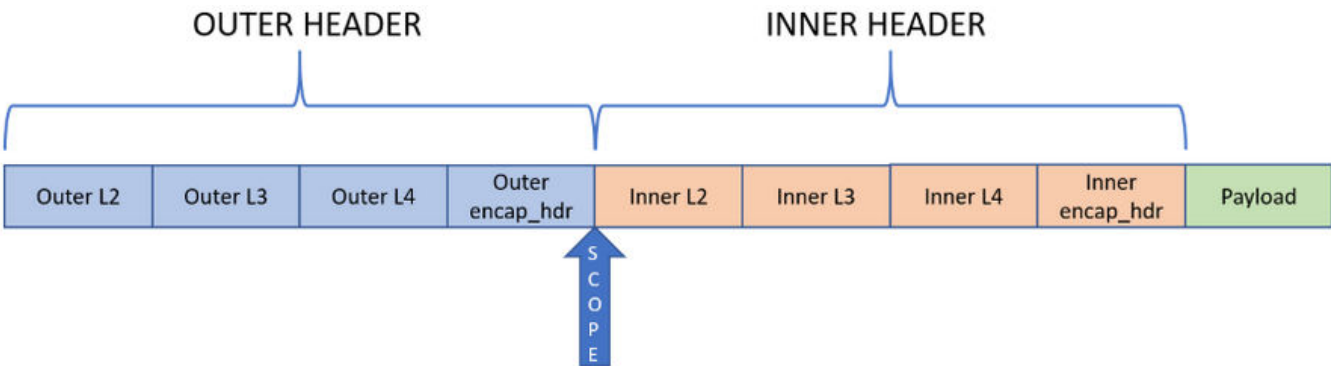 OUTER HEADER
INNER HEADER
Outer L2
Outer L3
Outer L4
Outer
encap_hdr
Inner L2
Inner L3
Inner L4
Inner
encap_hdr
Payload
S
C
O
P
E